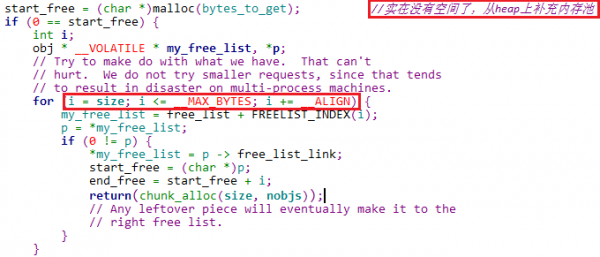 start_free = (char *)malloc(bytes_to_get); //实在没有空间了，从heap上补充内存池
if (0 == start_free) {
int i;
obj * __VOLATILE * my_free_list, *p;
// Try to make do with what we have. That can't
// hurt. We do not try smaller requests, since that tends
// to result in disaster on multi-process machines.
for (i = size; i <= __MAX_BYTES; i += __ALIGN) {
my_free_list = free_list + FREELIST_INDEX(i);
p = *my_free_list;
if (0 != p) {
*my_free_list = p -> free_list_link;
start_free = (char *)p;
end_free = start_free + i;
return(chunk_alloc(size, nobjs));
// Any leftover piece will eventually make it to the
// right free list.
}
}